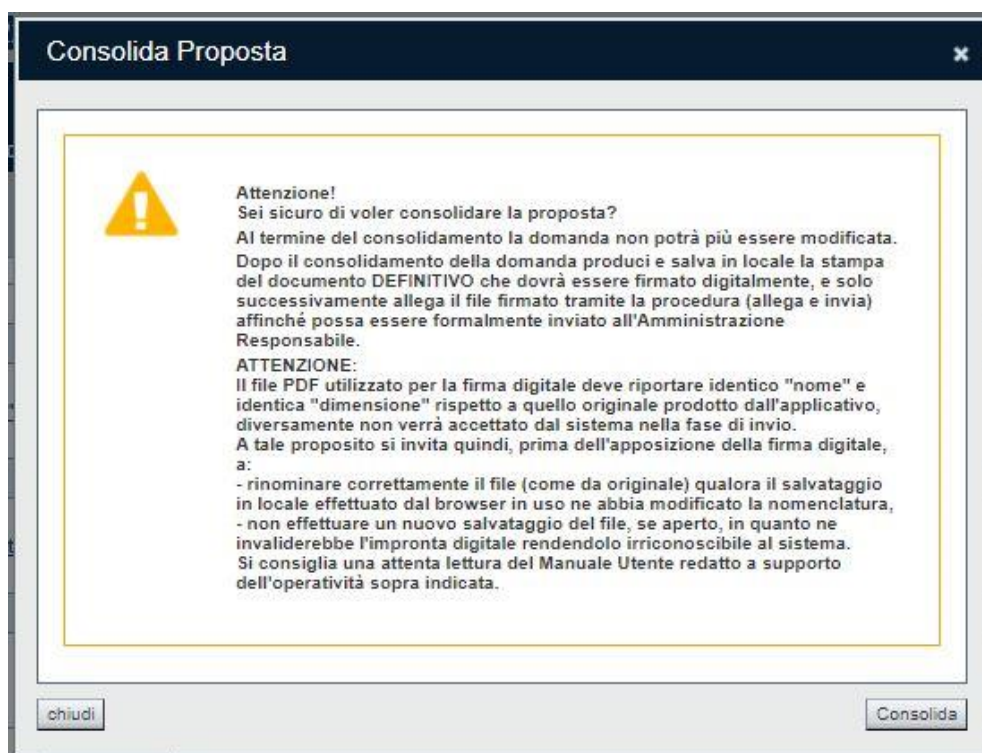 Consolida Proposta
Attenzione!
Sei sicuro di voler consolidare la proposta?
Al termine del consolidamento la domanda non potrà più essere modificata.
Dopo il consolidamento della domanda produci e salva in locale la stampa
del documento DEFINITIVO che dovrà essere firmato digitalmente, e solo
successivamente allega il file firmato tramite la procedura (allega e invia)
affinché possa essere formalmente inviato all'Amministrazione
Responsabile.
ATTENZIONE:
Il file PDF utilizzato per la firma digitale deve riportare identico "nome" e
identica "dimensione" rispetto a quello originale prodotto dall'applicativo,
diversamente non verrà accettato dal sistema nella fase di invio.
A tale proposito si invita quindi, prima dell'apposizione della firma digitale,
a:
- rinominare correttamente il file (come da originale) qualora il salvataggio
in locale effettuato dal browser in uso ne abbia modificato la nomenclatura,
- non effettuare un nuovo salvataggio del file, se aperto, in quanto ne
invaliderebbe l'impronta digitale rendendolo irriconoscibile al sistema.
Si consiglia una attenta lettura del Manuale Utente redatto a supporto
dell'operatività sopra indicata.
chiudi
Consolida